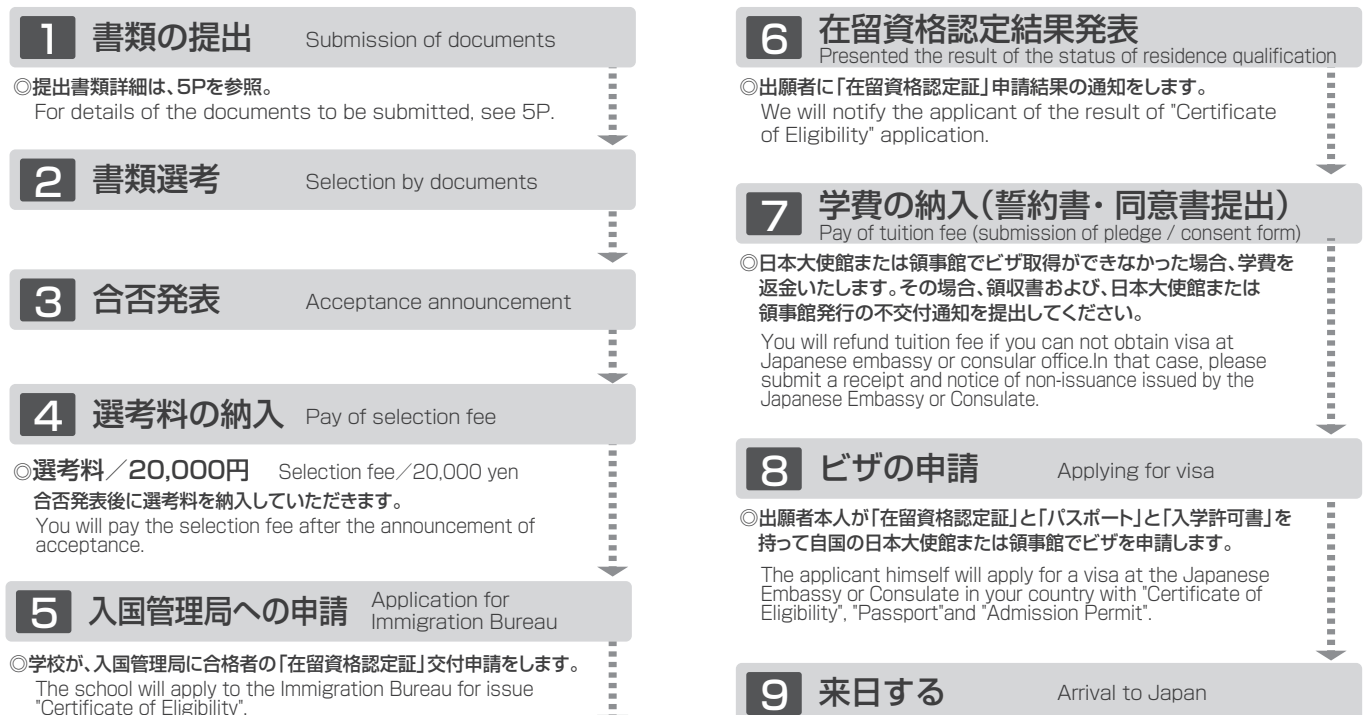 1 書類の提出 Submission of documents
◎提出書類詳細は、5Pを参照。
For details of the documents to be submitted, see 5P.
2 書類選考 Selection by documents
3 合否発表 Acceptance announcement
4 選考料の納入 Pay of selection fee
◎選考料／20,000円 Selection fee／20,000 yen
合否発表後に選考料を納入していただきます。
You will pay the selection fee after the announcement of
acceptance.
5 入国管理局への申請 Application for
Immigration Bureau
◎学校が、入国管理局に合格者の「在留資格認定証」交付申請をします。
The school will apply to the Immigration Bureau for issue
"Certificate of Eligibility".
6 在留資格認定結果発表
Presented the result of the status of residence qualification
◎出願者に「在留資格認定証」申請結果の通知をします。
We will notify the applicant of the result of "Certificate
of Eligibility" application.
7 学費の納入（誓約書・同意書提出）
Pay of tuition fee (submission of pledge / consent form)
◎日本大使館または領事館でビザ取得ができなかった場合、学費を
返金いたします。その場合、領収書および、日本大使館または
領事館発行の不交付通知を提出してください。
You will refund tuition fee if you can not obtain visa at
Japanese embassy or consular office.In that case, please
submit a receipt and notice of non-issuance issued by the
Japanese Embassy or Consulate.
8 ビザの申請 Applying for visa
◎出願者本人が「在留資格認定証」と「パスポート」と「入学許可書」を
持って自国の日本大使館または領事館でビザを申請します。
The applicant himself will apply for a visa at the Japanese
Embassy or Consulate in your country with "Certificate of
Eligibility", "Passport"and "Admission Permit".
9 来日する Arrival to Japan